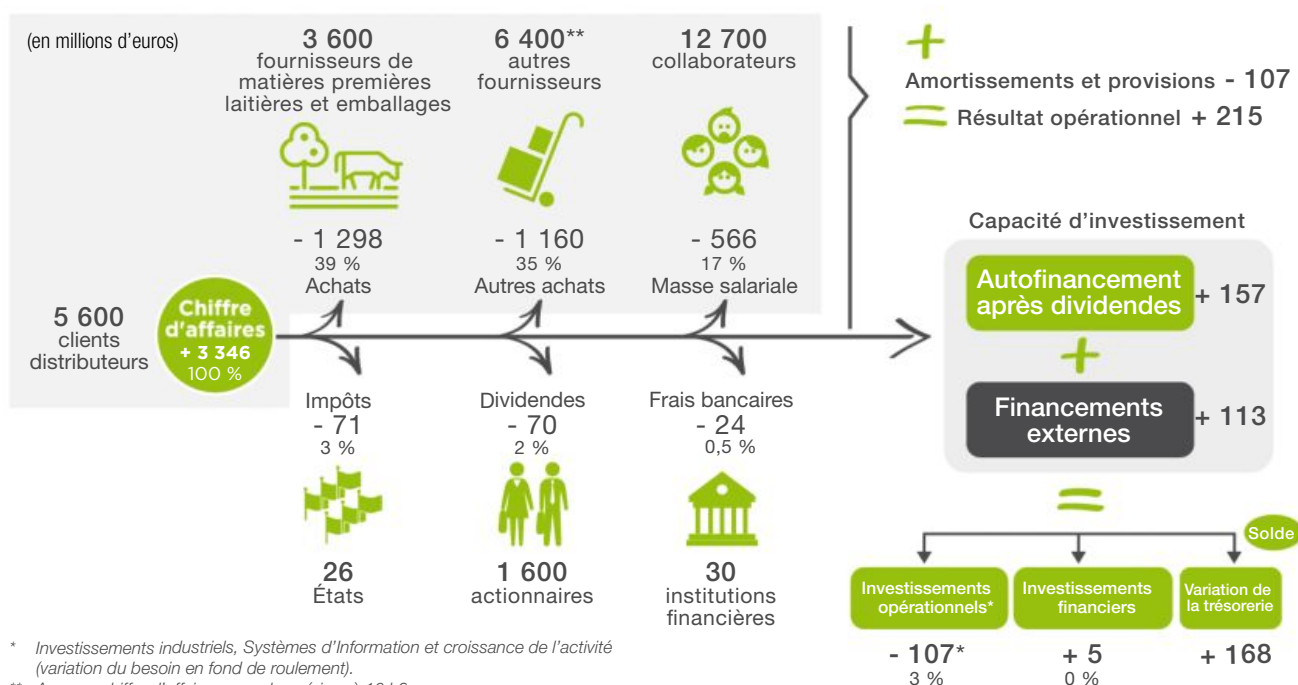 (en millions d'euros)
3 600
fournisseurs de
matières premières
laitières et emballages
6 400**
autres
fournisseurs
12 700
collaborateurs
- 1 298
39 %
Achats
- 1 160
35 %
Autres achats
- 566
17 %
Masse salariale
+
Amortissements et provisions - 107
= Résultat opérationnel + 215
5 600
clients
distributeurs
Chiffre
d'affaires
+ 3 346
100 %
Impôts
- 71
3 %
26
États
Dividendes
- 70
2 %
1 600
actionnaires
Frais bancaires
- 24
0,5 %
30
institutions
financières
Capacité d'investissement
Autofinancement
après dividendes
+ 157
+
Financements
externes
+ 113
=
Solde
Investissements
opérationnels*
- 107*
3 %
Investissements
financiers
+ 5
0 %
Variation de
la trésorerie
+ 168
* Investissements industriels, Systèmes d'Information et croissance de l'activité
(variation du besoin en fond de roulement).